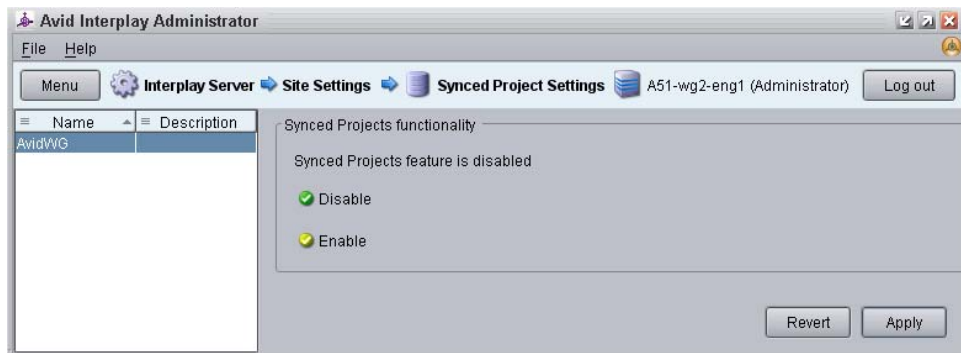 Avid Interplay Administrator
File Help
Menu Interplay Server Site Settings Synced Project Settings A51-wg2-eng1 (Administrator) Log out
Name Description
AvidWG
Synced Projects functionality
Synced Projects feature is disabled
Disable
Enable
Revert Apply